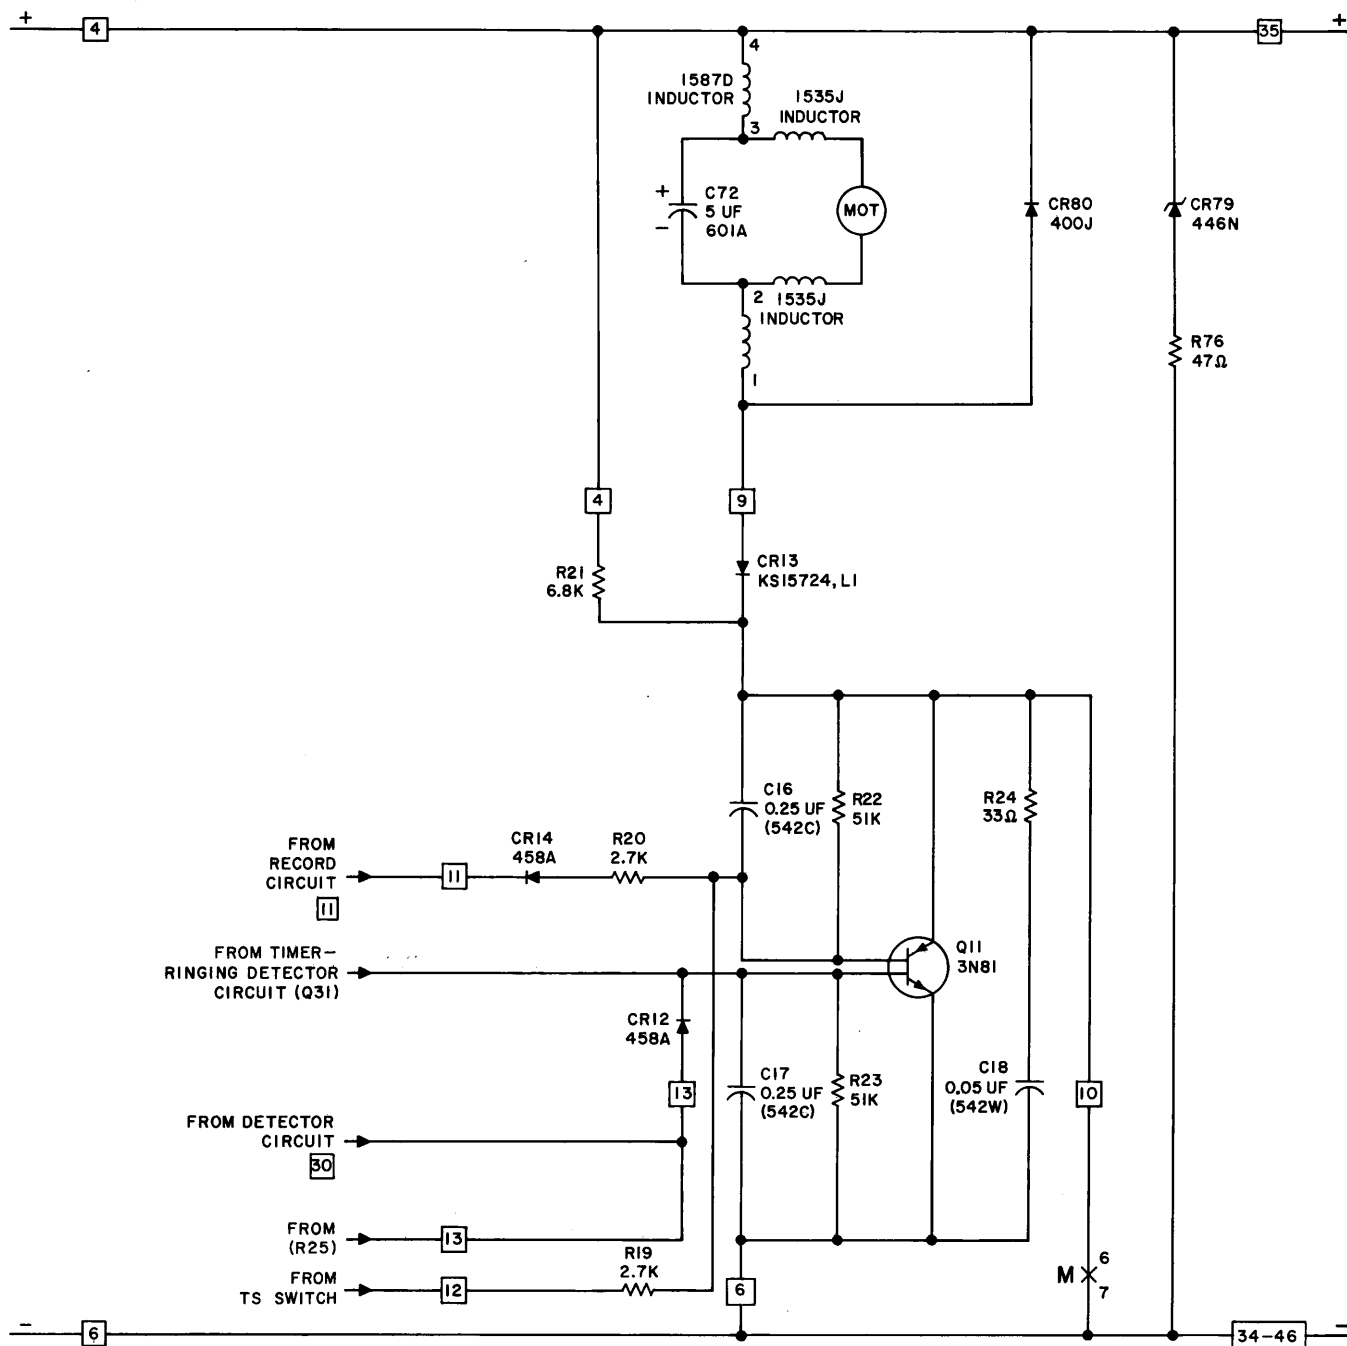 +
4
35
+
4
1587D
INDUCTOR
3
1535J
INDUCTOR
+
C72
5 UF
601A
−
MOT
CR80
400J
CR79
446N
2
1535J
INDUCTOR
1
R76
47Ω
4
9
R21
6.8K
CR13
KS15724, L1
C16
0.25 UF
(542C)
R22
51K
R24
33Ω
FROM
RECORD
CIRCUIT
11
11
CR14
458A
R20
2.7K
FROM TIMER-
RINGING DETECTOR
CIRCUIT (Q31)
Q11
3N81
CR12
458A
13
C17
0.25 UF
(542C)
R23
51K
C18
0.05 UF
(542W)
10
FROM DETECTOR
CIRCUIT
30
FROM
(R25)
13
FROM
TS SWITCH
12
R19
2.7K
6
M
6
7
−
6
34-46
−